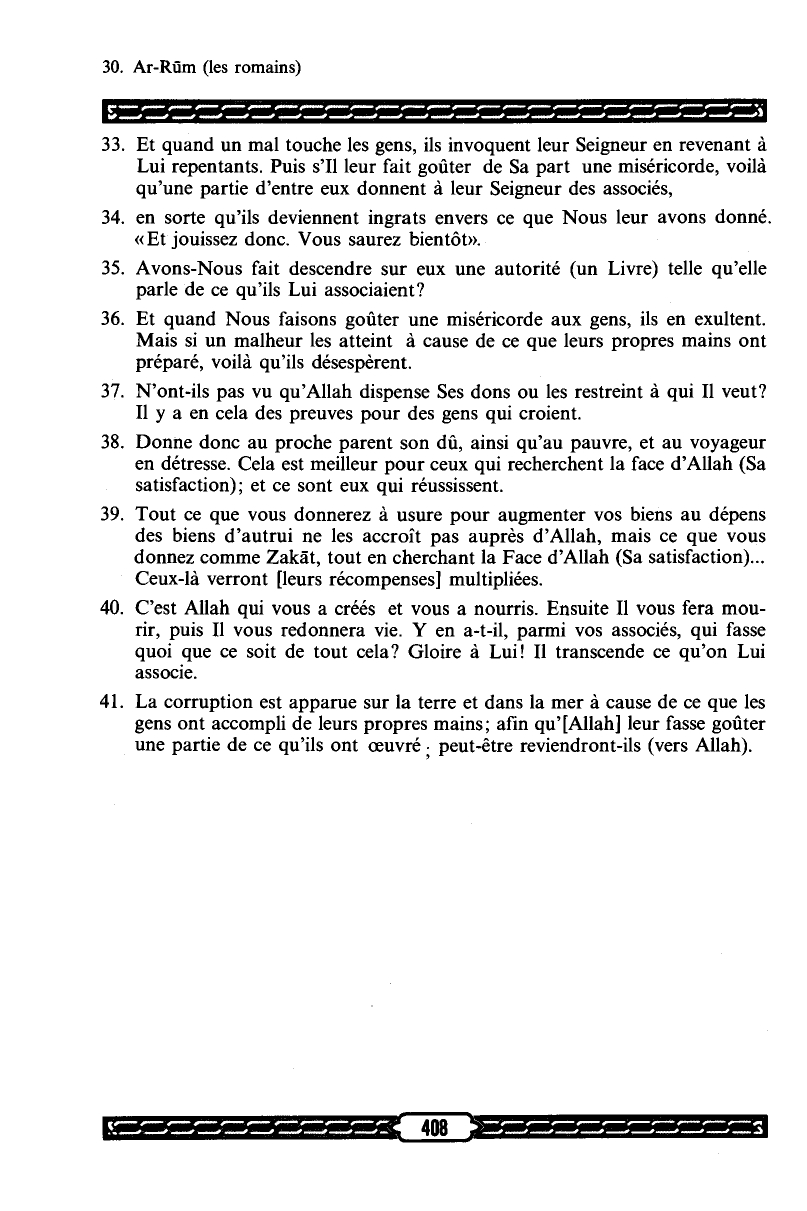 30. Ar-Rūm (les romains)
33. Et quand un mal touche les gens, ils invoquent leur Seigneur en revenant à
Lui repentants. Puis s'Il leur fait goûter de Sa part une miséricorde, voilà
qu'une partie d'entre eux donnent à leur Seigneur des associés,
34. en sorte qu'ils deviennent ingrats envers ce que Nous leur avons donné.
«Et jouissez donc. Vous saurez bientôt».
35. Avons-Nous fait descendre sur eux une autorité (un Livre) telle qu'elle
parle de ce qu'ils Lui associaient?
36. Et quand Nous faisons goûter une miséricorde aux gens, ils en exultent.
Mais si un malheur les atteint à cause de ce que leurs propres mains ont
préparé, voilà qu'ils désespèrent.
37. N'ont-ils pas vu qu'Allah dispense Ses dons ou les restreint à qui Il veut?
Il y a en cela des preuves pour des gens qui croient.
38. Donne donc au proche parent son dû, ainsi qu'au pauvre, et au voyageur
en détresse. Cela est meilleur pour ceux qui recherchent la face d'Allah (Sa
satisfaction); et ce sont eux qui réussissent.
39. Tout ce que vous donnerez à usure pour augmenter vos biens au dépens
des biens d'autrui ne les accroît pas auprès d'Allah, mais ce que vous
donnez comme Zakāt, tout en cherchant la Face d'Allah (Sa satisfaction)...
Ceux-là verront [leurs récompenses] multipliées.
40. C'est Allah qui vous a créés et vous a nourris. Ensuite Il vous fera mou-
rir, puis Il vous redonnera vie. Y en a-t-il, parmi vos associés, qui fasse
quoi que ce soit de tout cela? Gloire à Lui! Il transcende ce qu'on Lui
associe.
41. La corruption est apparue sur la terre et dans la mer à cause de ce que les
gens ont accompli de leurs propres mains; afin qu'[Allah] leur fasse goûter
une partie de ce qu'ils ont œuvré; peut-être reviendront-ils (vers Allah).
408